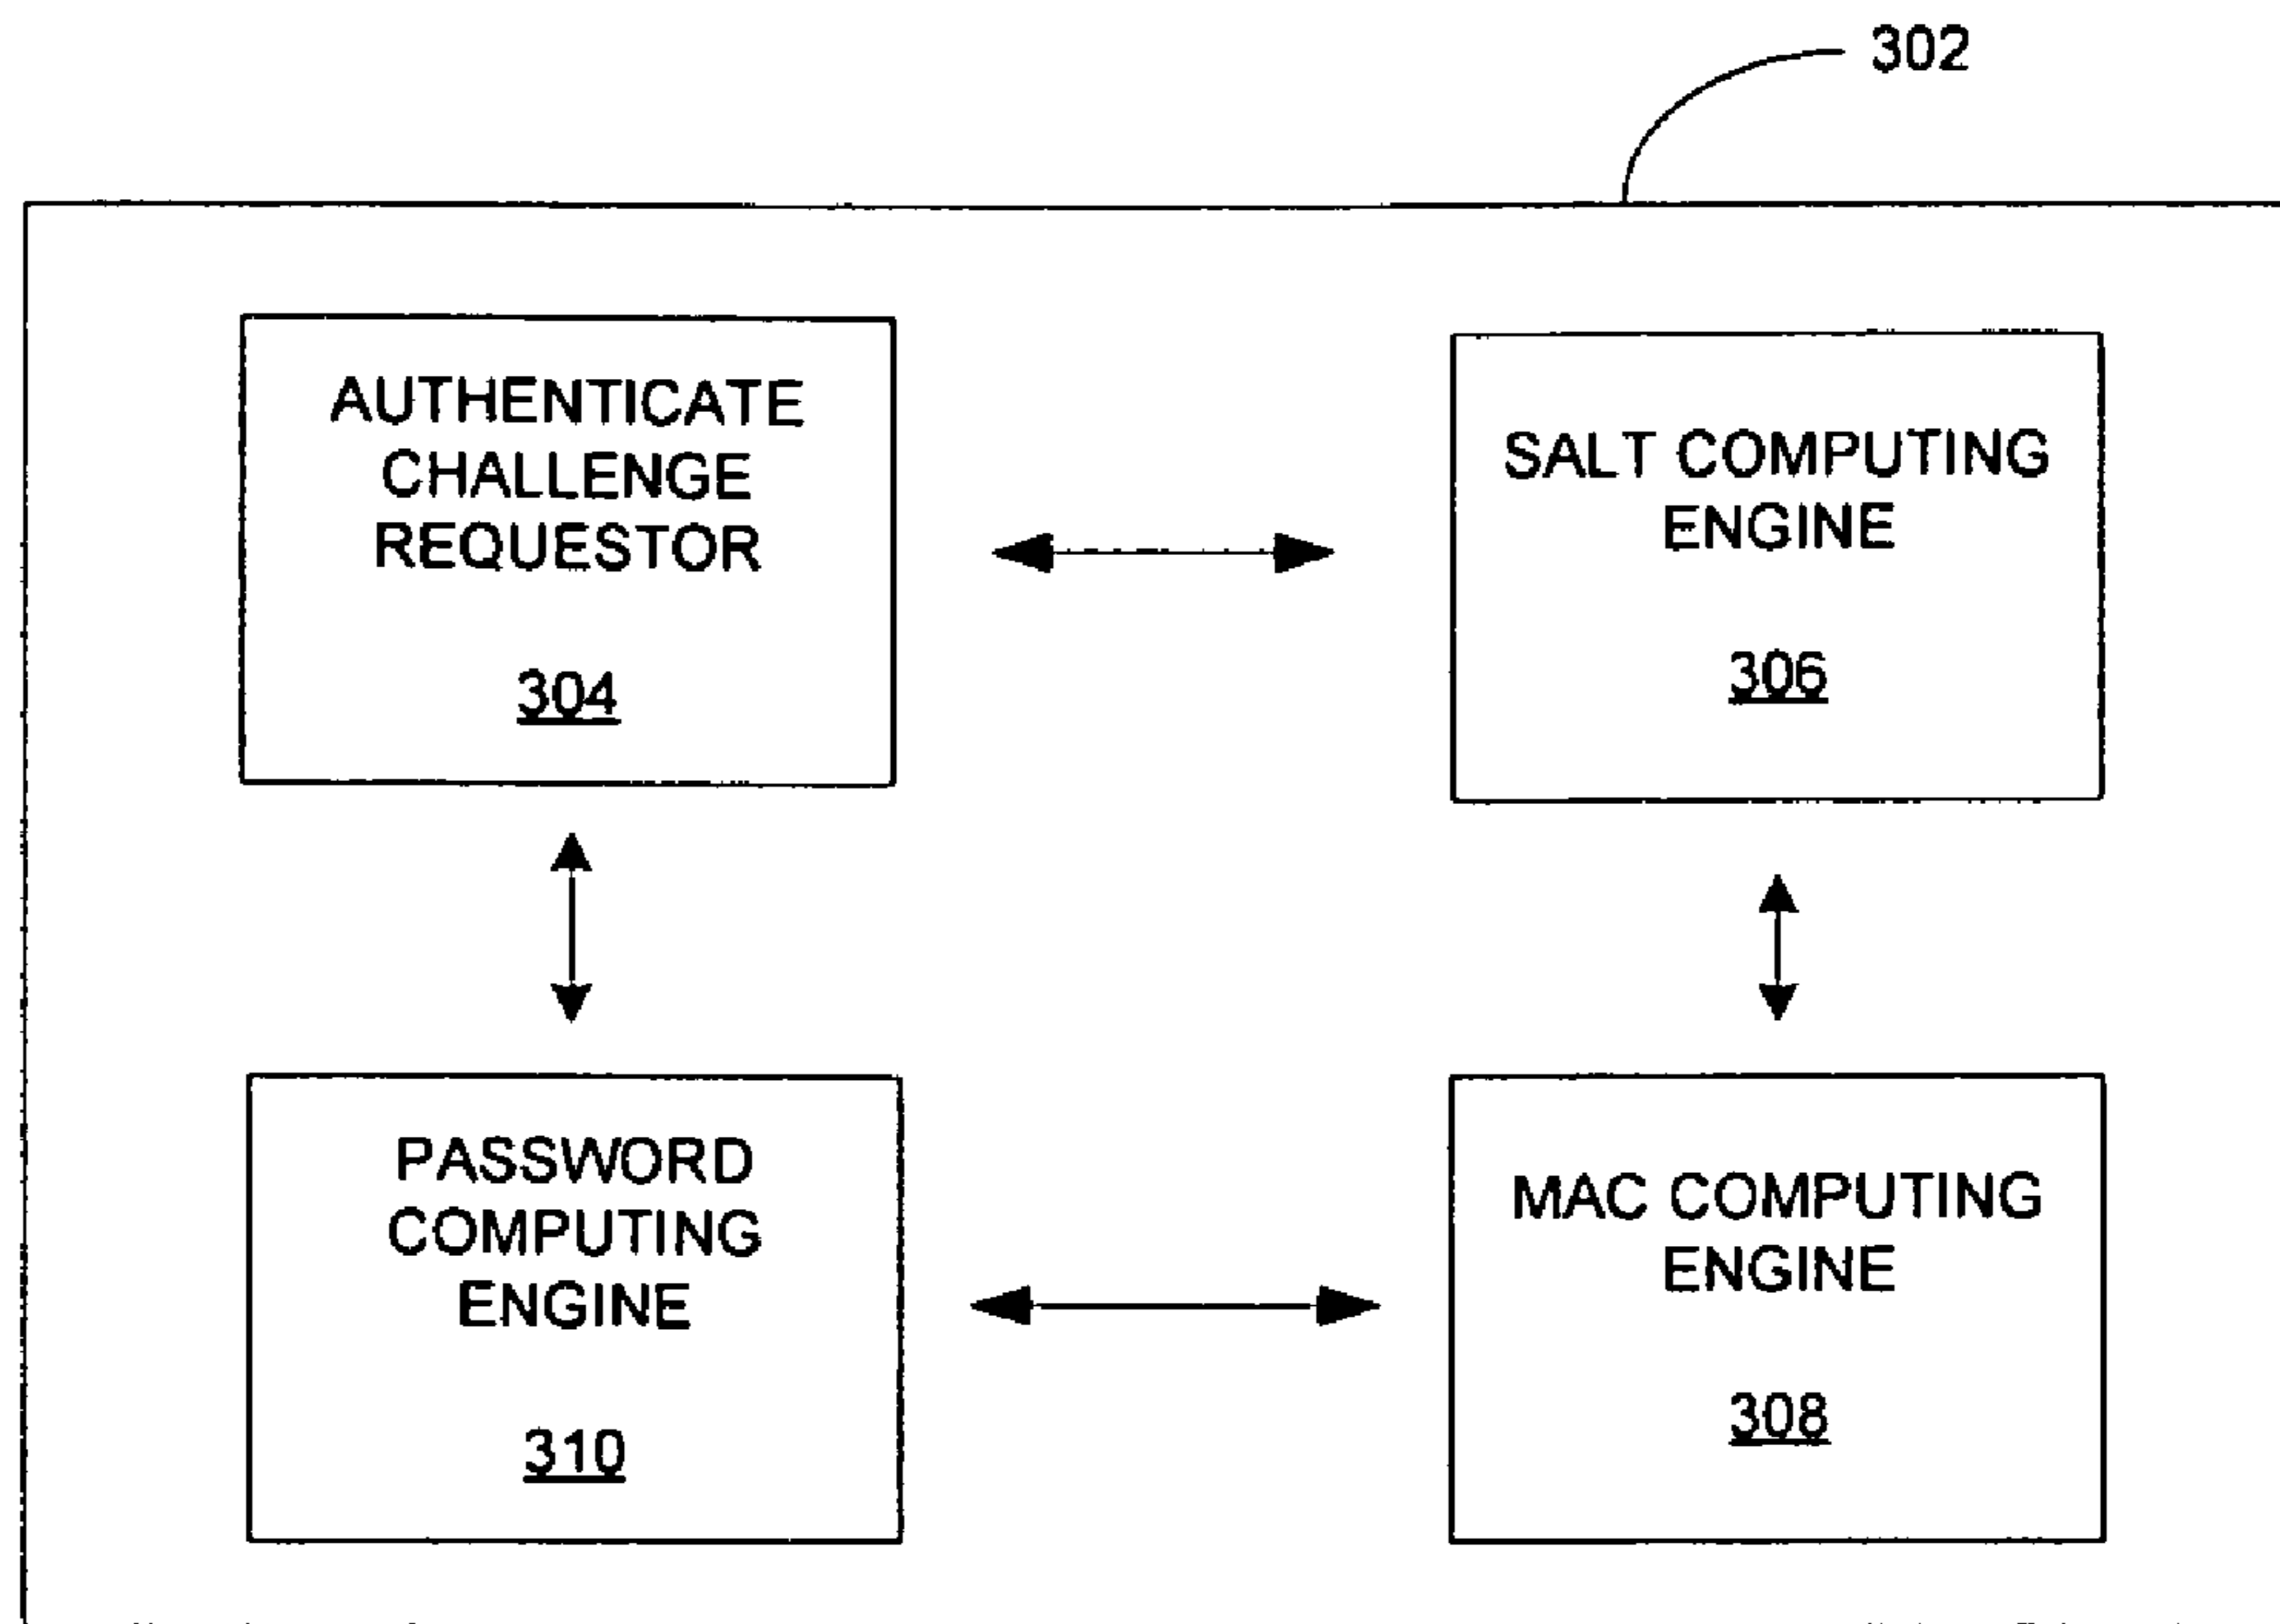 302
AUTHENTICATE
CHALLENGE
REQUESTOR
304
SALT COMPUTING
ENGINE
306
PASSWORD
COMPUTING
ENGINE
310
MAC COMPUTING
ENGINE
308